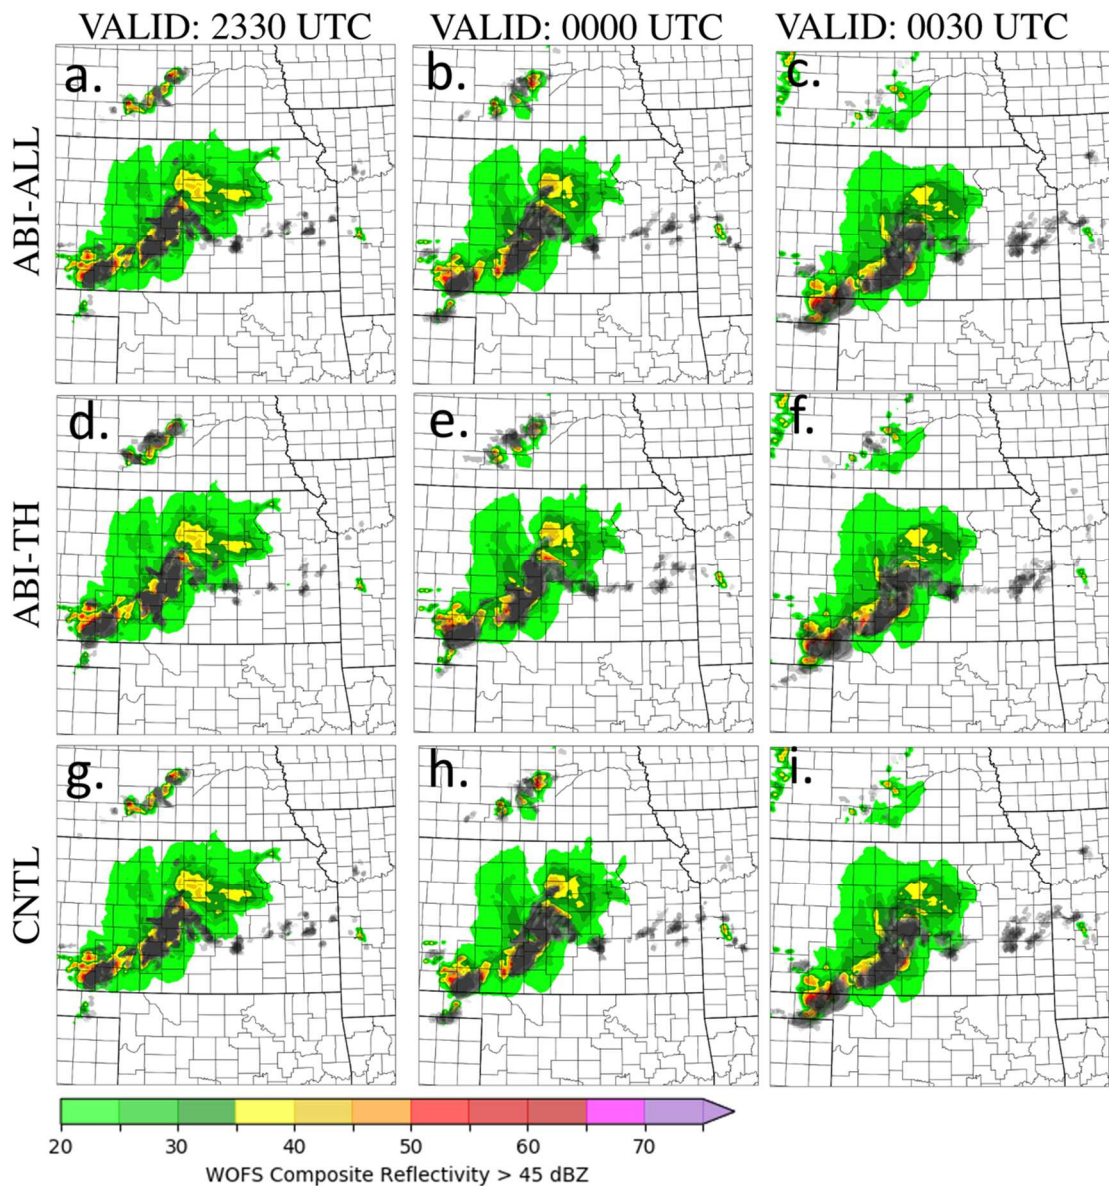 VALID: 2330 UTC VALID: 0000 UTC VALID: 0030 UTC
ABI-ALL
a. b. c.
ABI-TH
d. e. f.
CNTL
g. h. i.
20 30 40 50 60 70
WOFS Composite Reflectivity > 45 dBZ